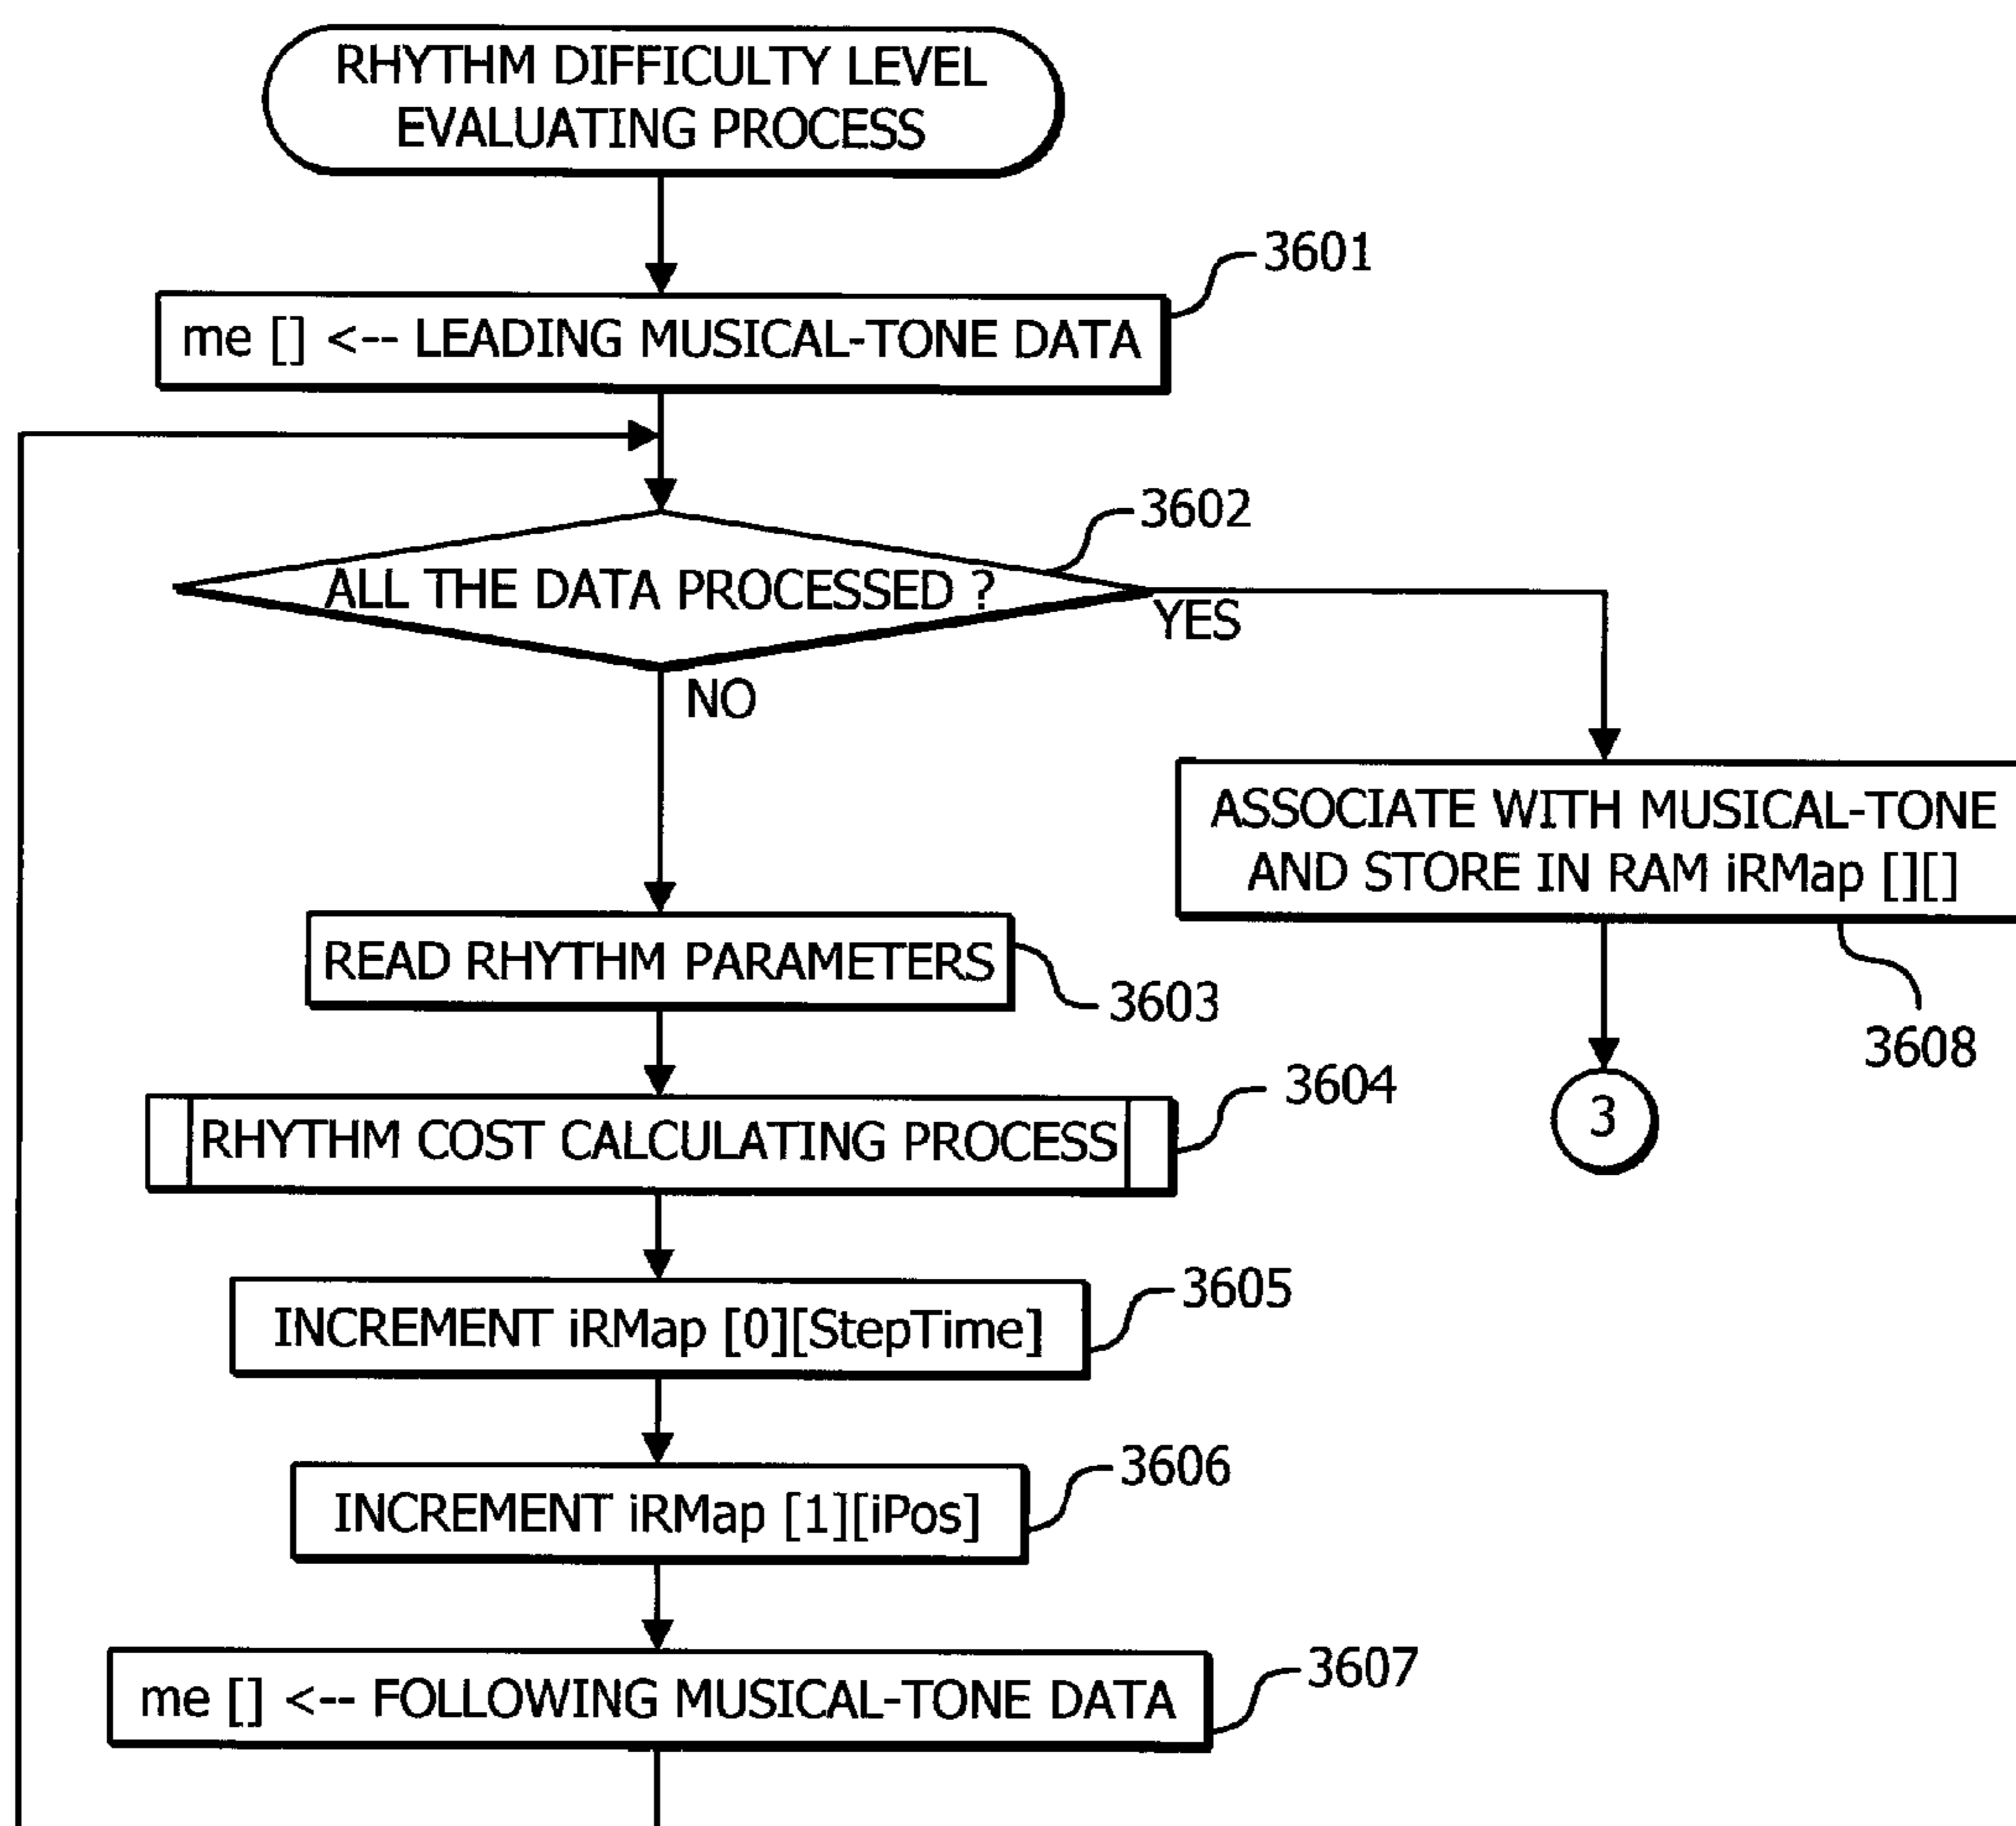 RHYTHM DIFFICULTY LEVEL
EVALUATING PROCESS
3601
me [] <-- LEADING MUSICAL-TONE DATA
3602
ALL THE DATA PROCESSED ?
YES
NO
ASSOCIATE WITH MUSICAL-TONE
AND STORE IN RAM iRMap [][]
3608
3
READ RHYTHM PARAMETERS
3603
3604
RHYTHM COST CALCULATING PROCESS
3605
INCREMENT iRMap [0][StepTime]
3606
INCREMENT iRMap [1][iPos]
3607
me [] <-- FOLLOWING MUSICAL-TONE DATA